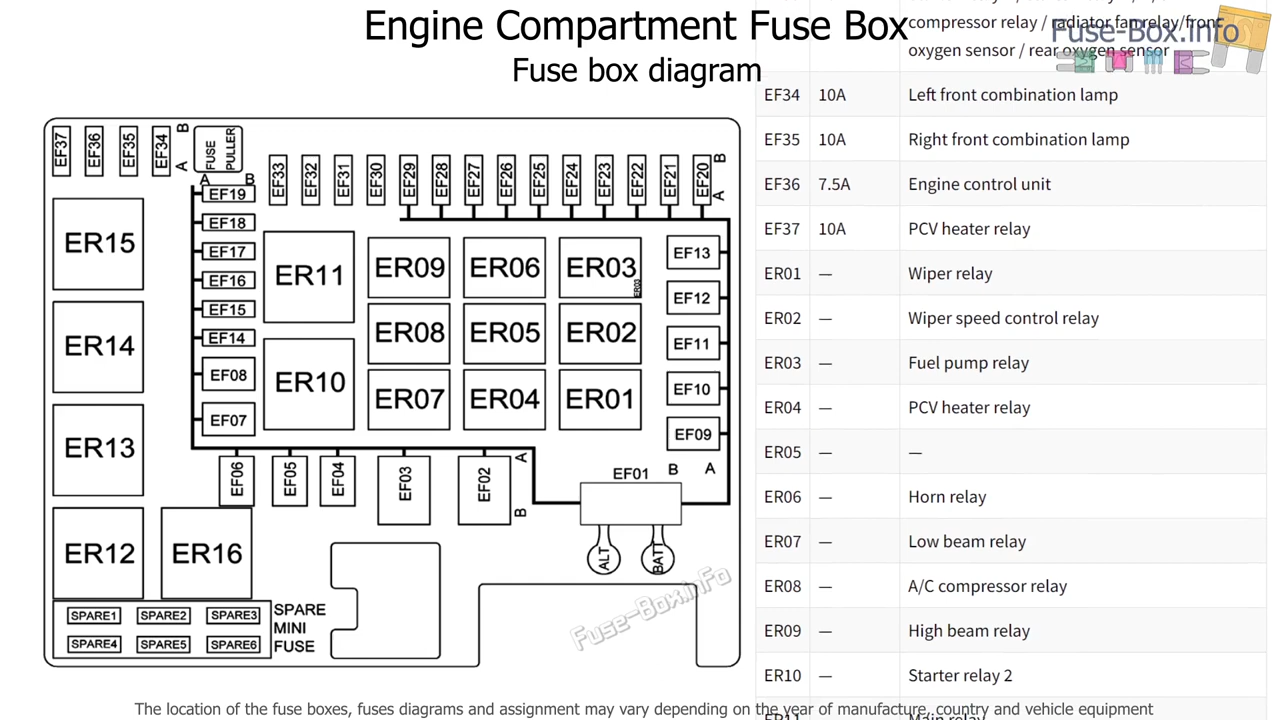 Engine Compartment Fuse Box
Fuse box diagram
Fuse-Box.info
compressor relay / radiator fan relay/front
oxygen sensor / rear oxygen sensor
EF34 10A Left front combination lamp
EF35 10A Right front combination lamp
EF36 7.5A Engine control unit
EF37 10A PCV heater relay
ER01 — Wiper relay
ER02 — Wiper speed control relay
ER03 — Fuel pump relay
ER04 — PCV heater relay
ER05 — —
ER06 — Horn relay
ER07 — Low beam relay
ER08 — A/C compressor relay
ER09 — High beam relay
ER10 — Starter relay 2
EF37 EF36 EF35 EF34 A B
FUSE
PULLER
EF33 EF32 EF31 EF30 EF29 EF28 EF27 EF26 EF25 EF24 EF23 EF22 EF21 EF20 A B
A B
EF19
EF18
EF17
EF16
EF15
EF14
EF08
EF07
ER15
ER14
ER13
ER12 ER16
ER11
ER10
ER09 ER06 ER03
ER03
ER08 ER05 ER02
ER07 ER04 ER01
EF13
EF12
EF11
EF10
EF09
EF06 EF05 EF04 EF03 EF02 A B
EF01 B A
ALT BATT
SPARE1 SPARE2 SPARE3
SPARE4 SPARE5 SPARE6
SPARE
MINI
FUSE
Fuse-Box.info
The location of the fuse boxes, fuses diagrams and assignment may vary depending on the year of manufacture, country and vehicle equipment